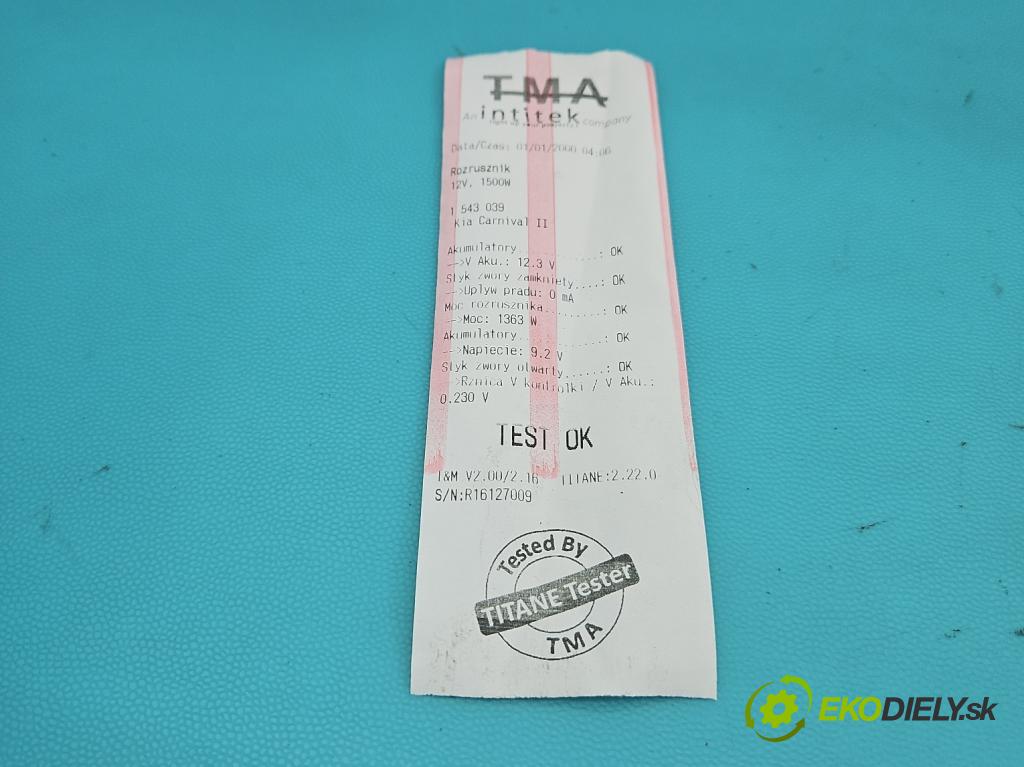 TMA
An intitek company
Data/Czas: 01/01/2000 04:06
Rozrusznik
12V, 1500W
1 543 039
Kia Carnival II
Akumulatory..............: OK
-->V Aku.: 12.3 V
Styk zwory zamkniety....: OK
-->Uplyw pradu: 0 mA
Moc rozrusznika.........: OK
-->Moc: 1363 W
Akumulatory.............: OK
-->Napiecie: 9.2 V
Styk zwory otwarty......: OK
-->Rznica V kontrolki / V Aku.:
0.230 V
TEST OK
T&M V2.00/2.16 TITANE:2.22.0
S/N:R16127009
Tested By
TITANE Tester
TMA
EKODIELY.sk